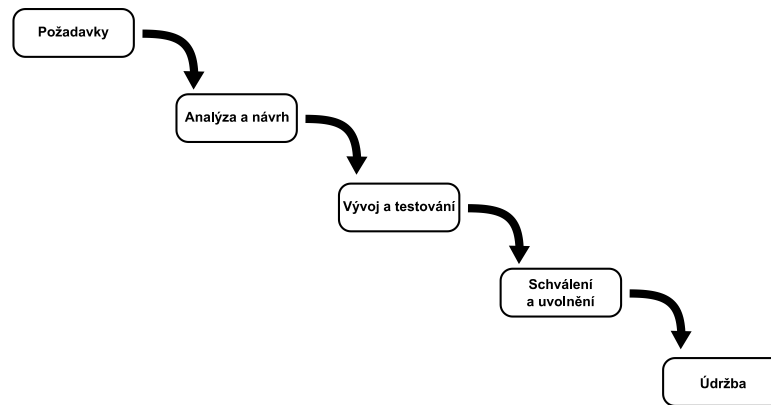 Požadavky
Analýza a návrh
Vývoj a testování
Schválení
a uvolnění
Údržba